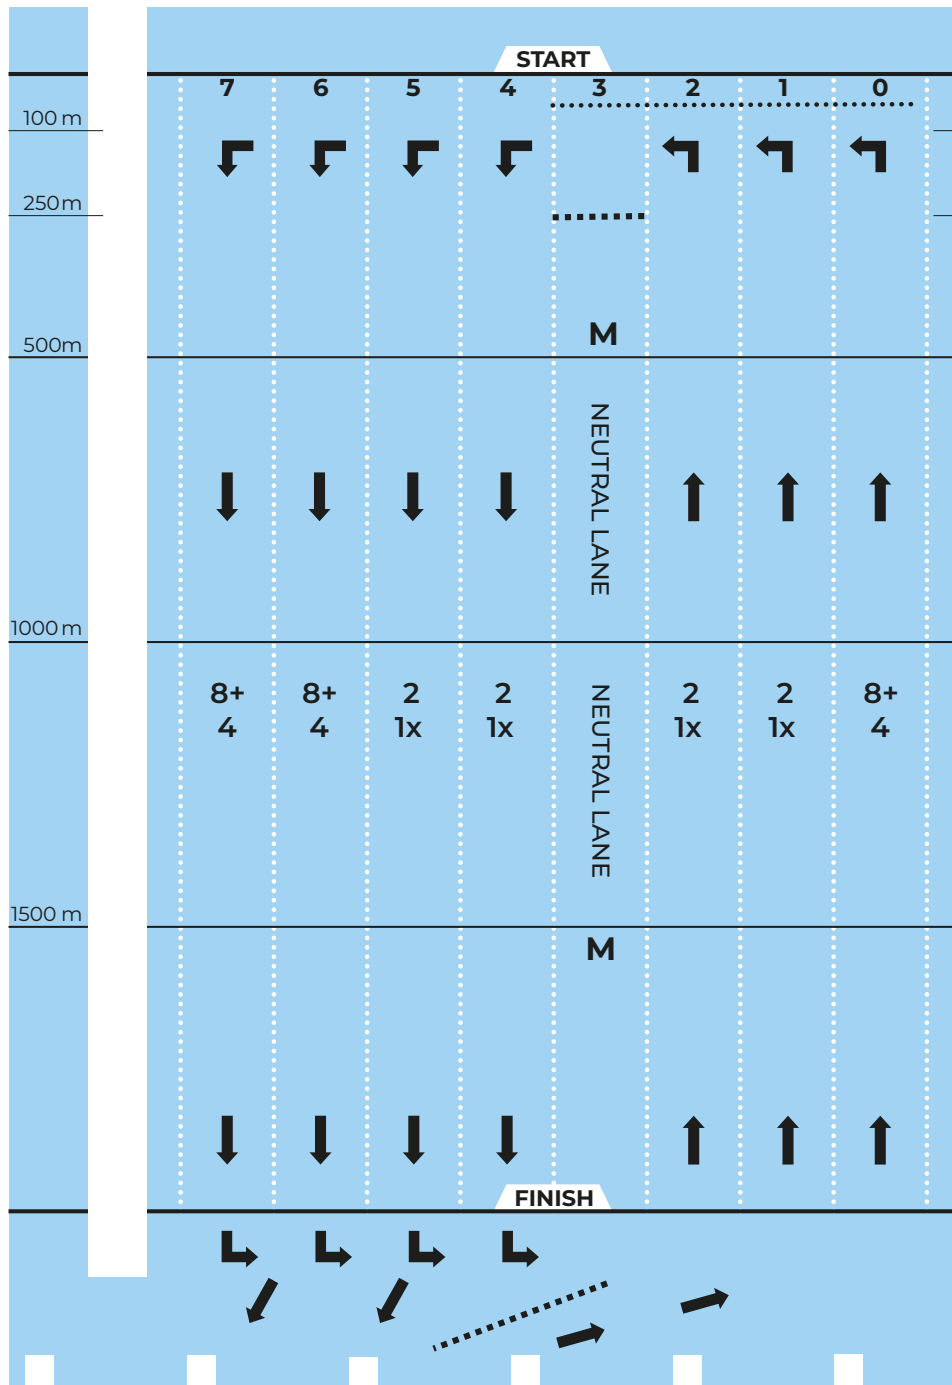 START
7 6 5 4 3 2 1 0
100 m
250 m
M
500m
NEUTRAL LANE
1000 m
8+ 8+ 2 2 2 2 8+
4 4 1x 1x 1x 1x 4
NEUTRAL LANE
1500 m
M
FINISH